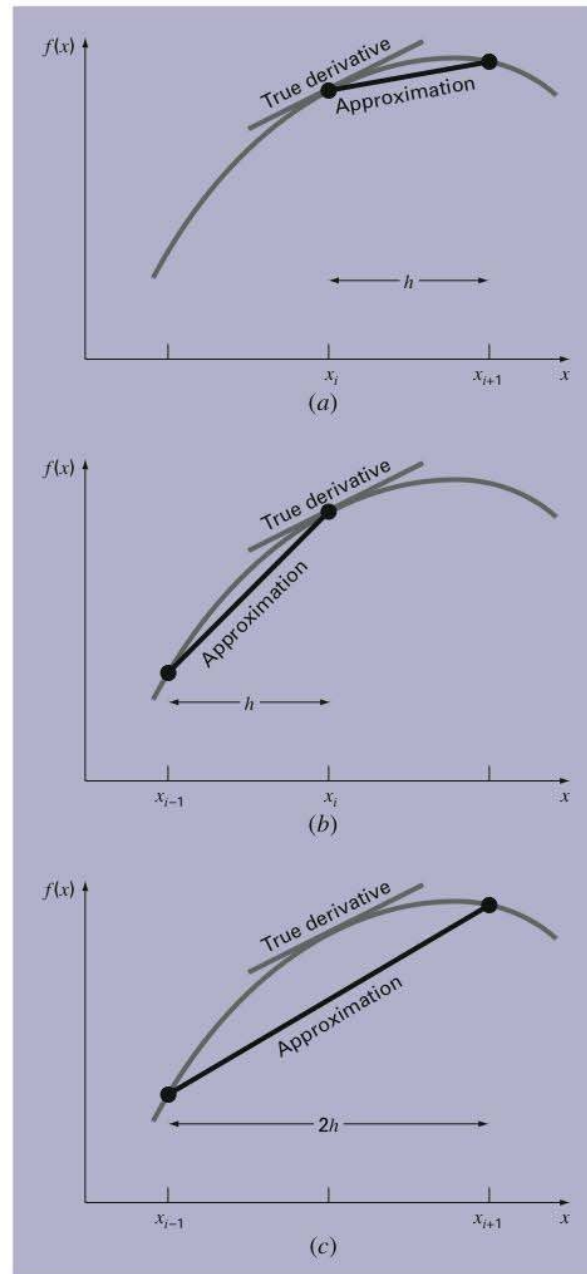 f(x)
True derivative
Approximation
h
x_i
x_{i+1}
x
(a)
f(x)
True derivative
Approximation
h
x_{i–1}
x_i
x
(b)
f(x)
True derivative
Approximation
2h
x_{i–1}
x_{i+1}
x
(c)